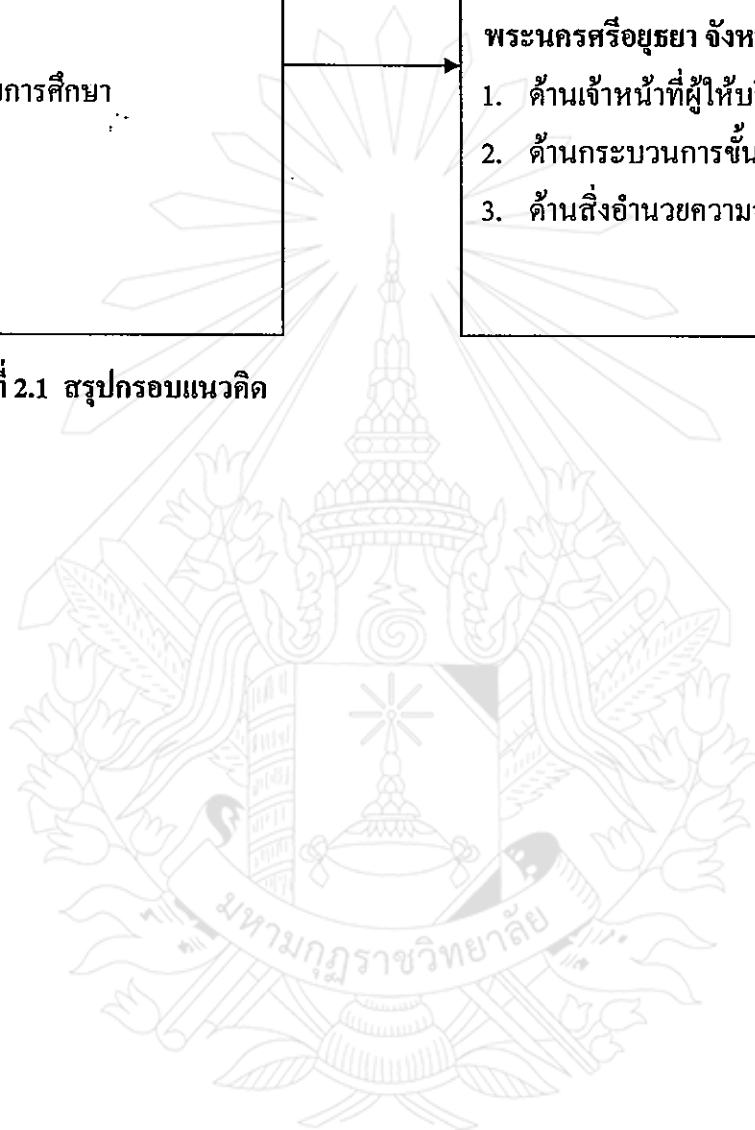 พระนครศรีอยุธยา จังห
การศึกษา
1. ด้านเจ้าหน้าที่ผู้ให้บ
2. ด้านกระบวนการขั้น
3. ด้านสิ่งอำนวยความ
ที่ 2.1 สรุปกรอบแนวคิด
มหามกุฏราชวิทยาลัย